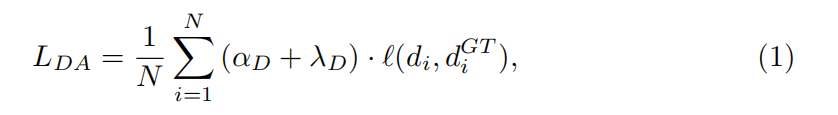 L_{DA} = \frac{1}{N} \sum_{i=1}^{N} (\alpha_D + \lambda_D) \cdot \ell(d_i, d_i^{GT}), (1)